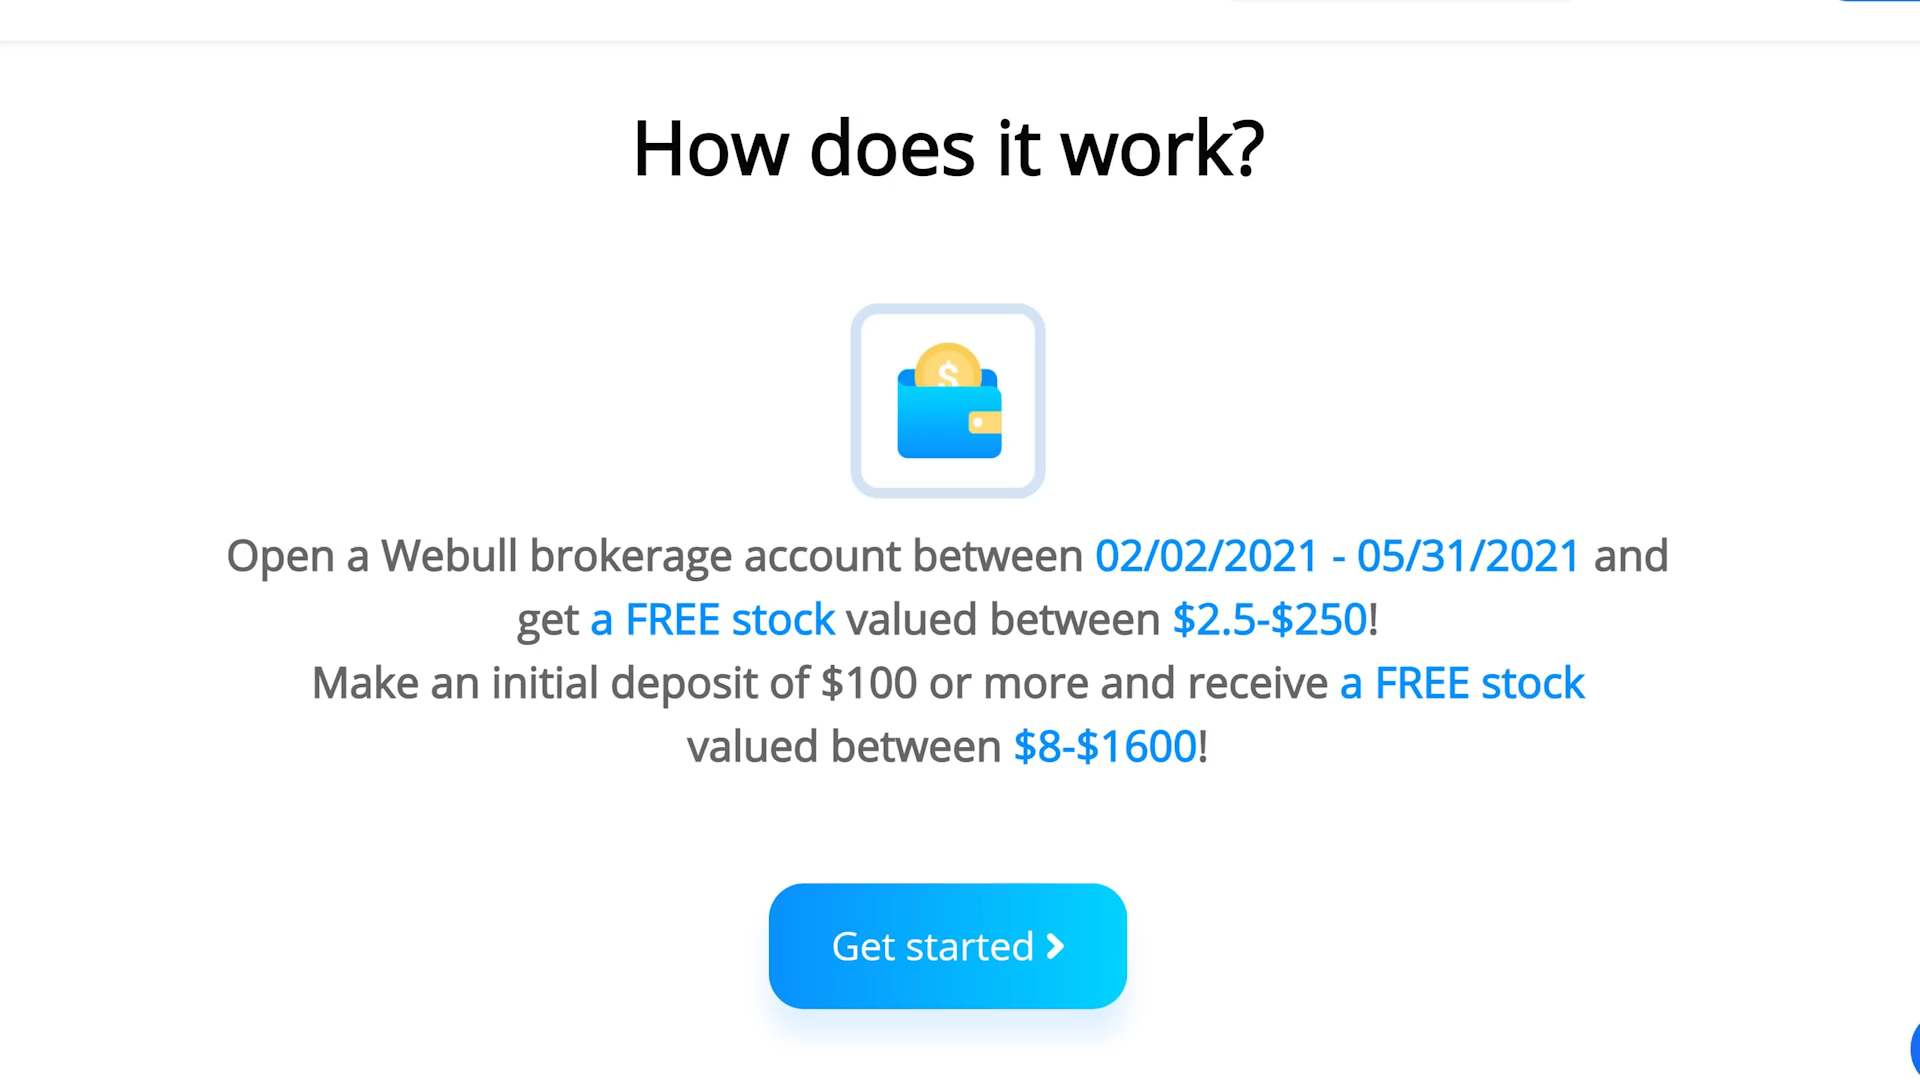 How does it work?
$
Open a Webull brokerage account between 02/02/2021 - 05/31/2021 and
get a FREE stock valued between $2.5-$250!
Make an initial deposit of $100 or more and receive a FREE stock
valued between $8-$1600!
Get started